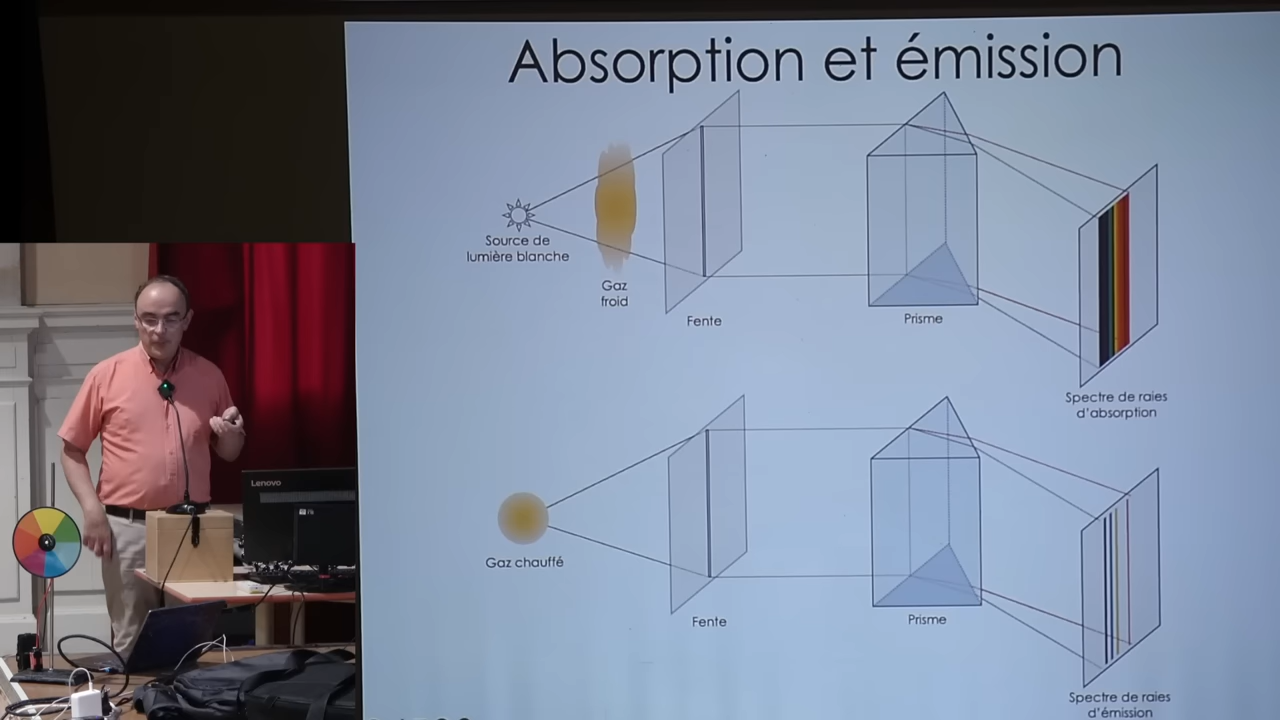 Absorption et émission
Source de
lumière blanche
Gaz
froid
Fente
Prisme
Spectre de raies
d'absorption
Lenovo
Gaz chauffé
Fente
Prisme
Spectre de raies
d'émission